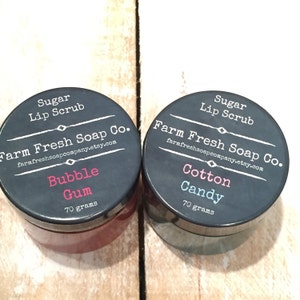 Sugar
Lip Scrub
Farm Fresh Soap Co.
farmfreshsoapcompany.etsy.com
Bubble
Gum
70 grams
Sugar
Lip Scrub
Farm Fresh Soap Co.
farmfreshsoapcompany.etsy.com
Cotton
Candy
70 grams